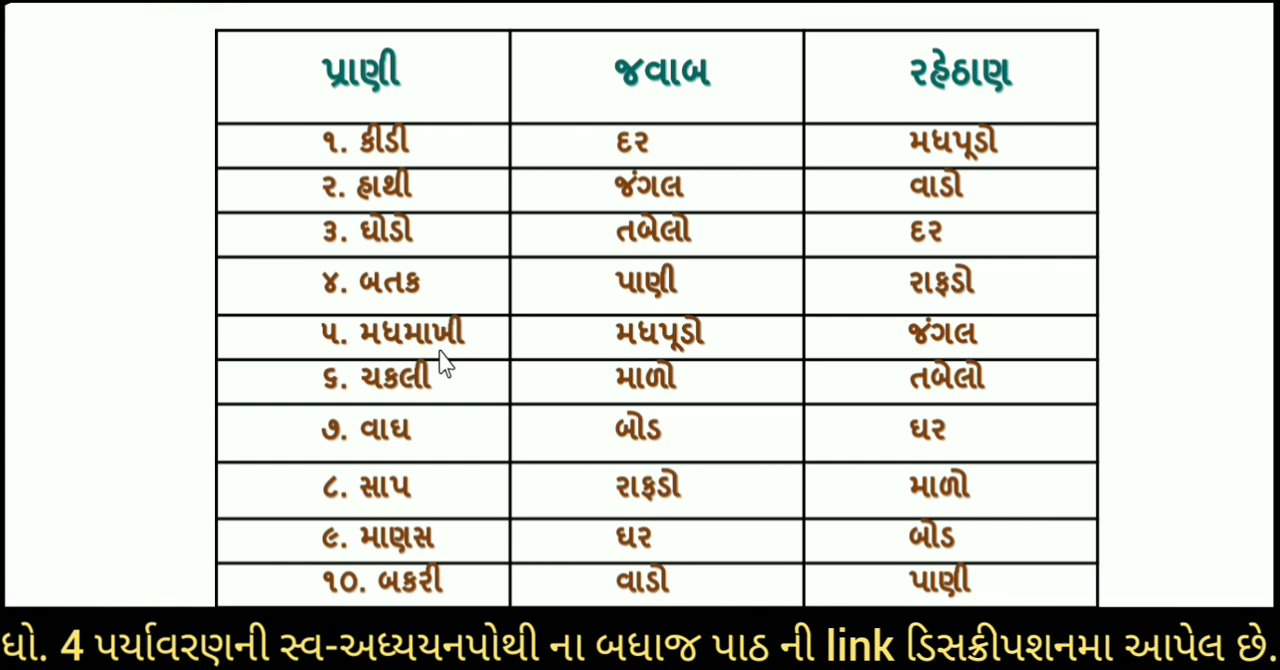 પ્રાણી જવાબ રહેઠાણ
૧. કીડી દર મધપૂડો
૨. હાથી જંગલ વાડો
૩. ઘોડો તબેલો દર
૪. બતક પાણી રાફડો
૫. મધમાખી મધપૂડો જંગલ
૬. ચકલી માળો તબેલો
૭. વાઘ બોડ ઘર
૮. સાપ રાફડો માળો
૯. માણસ ઘર બોડ
૧૦. બકરી વાડો પાણી
ધો. 4 પર્યાવરણની સ્વ-અધ્યયનપોથી ના બધાજ પાઠ ની link ડિસક્રીપશનમા આપેલ છે.